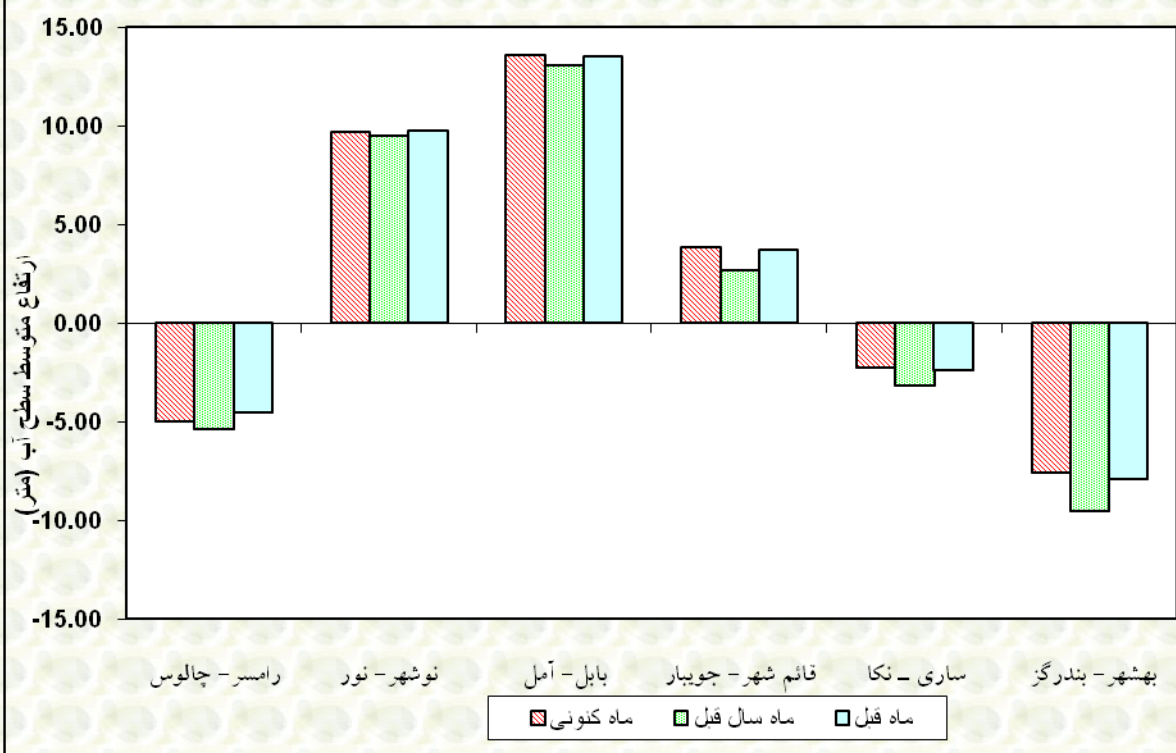 15.00
10.00
5.00
0.00
-5.00
-10.00
-15.00
ارتفاع متوسط سطح آب (متر)
رامسر- چالوس
نوشهر- نور
بابل- آمل
قائم شهر- جویبار
ساری – نکا
بهشهر- بندرگز
ماه کنونی
ماه سال قبل
ماه قبل